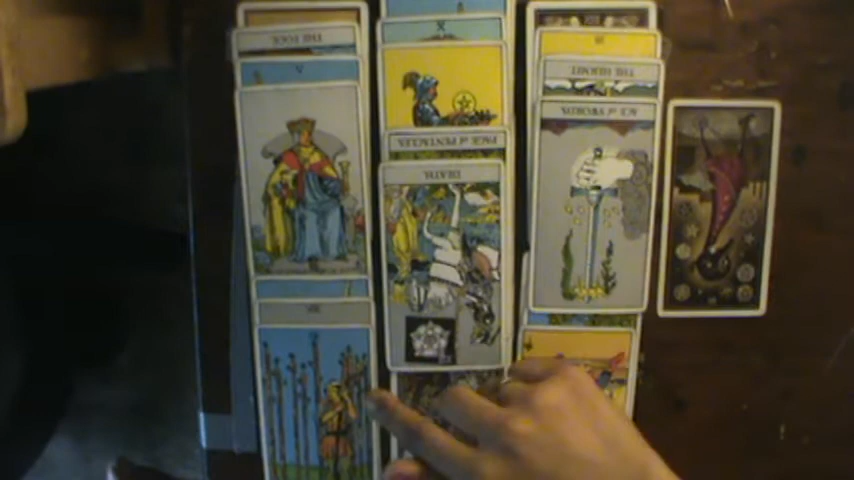 THE FOOL
V
X
PAGE of PENTACLES
DEATH.
THE HERMIT.
ACE of SWORDS.